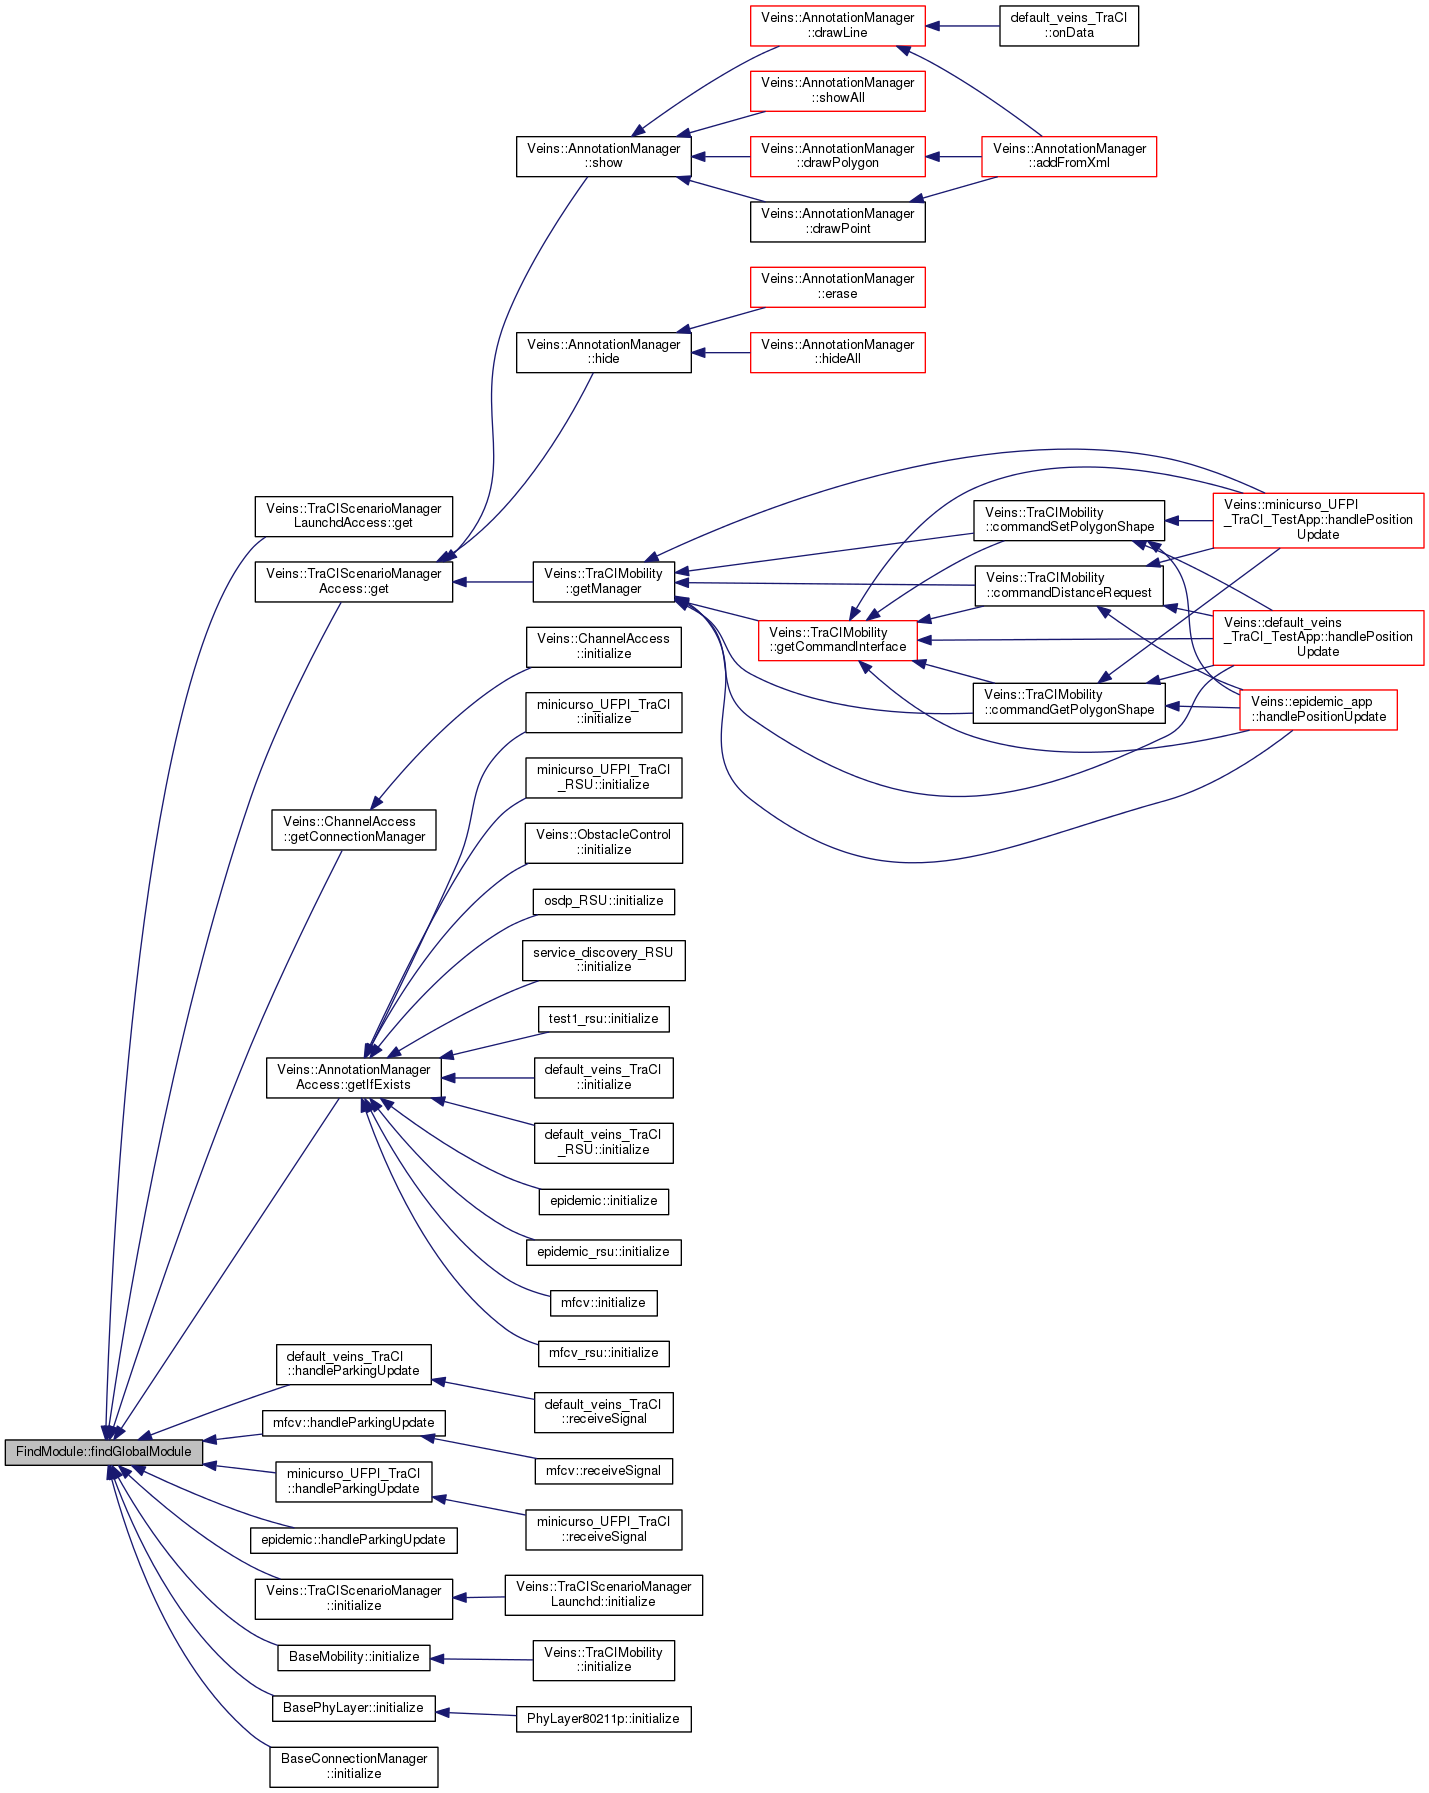 Veins::AnnotationManager
::drawLine
default_veins_TraCI
::onData
Veins::AnnotationManager
::showAll
Veins::AnnotationManager
::show
Veins::AnnotationManager
::drawPolygon
Veins::AnnotationManager
::addFromXml
Veins::AnnotationManager
::drawPoint
Veins::AnnotationManager
::erase
Veins::AnnotationManager
::hide
Veins::AnnotationManager
::hideAll
Veins::TraCIScenarioManager
LaunchdAccess::get
Veins::TraCIMobility
::commandSetPolygonShape
Veins::minicurso_UFPI
_TraCI_TestApp::handlePosition
Update
Veins::TraCIScenarioManager
Access::get
Veins::TraCIMobility
::getManager
Veins::TraCIMobility
::commandDistanceRequest
Veins::ChannelAccess
::initialize
Veins::TraCIMobility
::getCommandInterface
Veins::default_veins
_TraCI_TestApp::handlePosition
Update
minicurso_UFPI_TraCI
::initialize
Veins::TraCIMobility
::commandGetPolygonShape
Veins::epidemic_app
::handlePositionUpdate
minicurso_UFPI_TraCI
_RSU::initialize
Veins::ChannelAccess
::getConnectionManager
Veins::ObstacleControl
::initialize
osdp_RSU::initialize
service_discovery_RSU
::initialize
test1_rsu::initialize
Veins::AnnotationManager
Access::getIfExists
default_veins_TraCI
::initialize
default_veins_TraCI
_RSU::initialize
epidemic::initialize
epidemic_rsu::initialize
mfcv::initialize
mfcv_rsu::initialize
default_veins_TraCI
::handleParkingUpdate
default_veins_TraCI
::receiveSignal
mfcv::handleParkingUpdate
FindModule::findGlobalModule
mfcv::receiveSignal
minicurso_UFPI_TraCI
::handleParkingUpdate
minicurso_UFPI_TraCI
::receiveSignal
epidemic::handleParkingUpdate
Veins::TraCIScenarioManager
::initialize
Veins::TraCIScenarioManager
Launchd::initialize
BaseMobility::initialize
Veins::TraCIMobility
::initialize
BasePhyLayer::initialize
PhyLayer80211p::initialize
BaseConnectionManager
::initialize